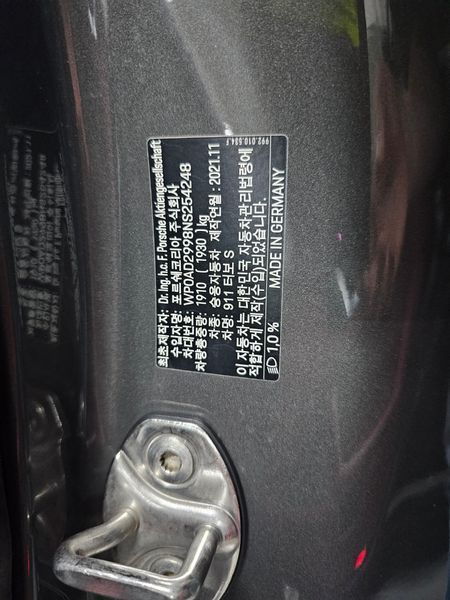 최초제작자: Dr. Ing. h.c. F. Porsche Aktiengesellschaft
수입자명: 포르쉐코리아 주식회사
차대번호: WP0AD2998NS254248
차량총중량: 1910 ( 1930 ) kg
차종: 승용자동차 제작연월: 2021.11
차명: 911 터보 S
이 자동차는 대한민국 자동차관리법령에
적합하게 제작(수입)되었습니다.
1,0% MADE IN GERMANY
992.010.534.F